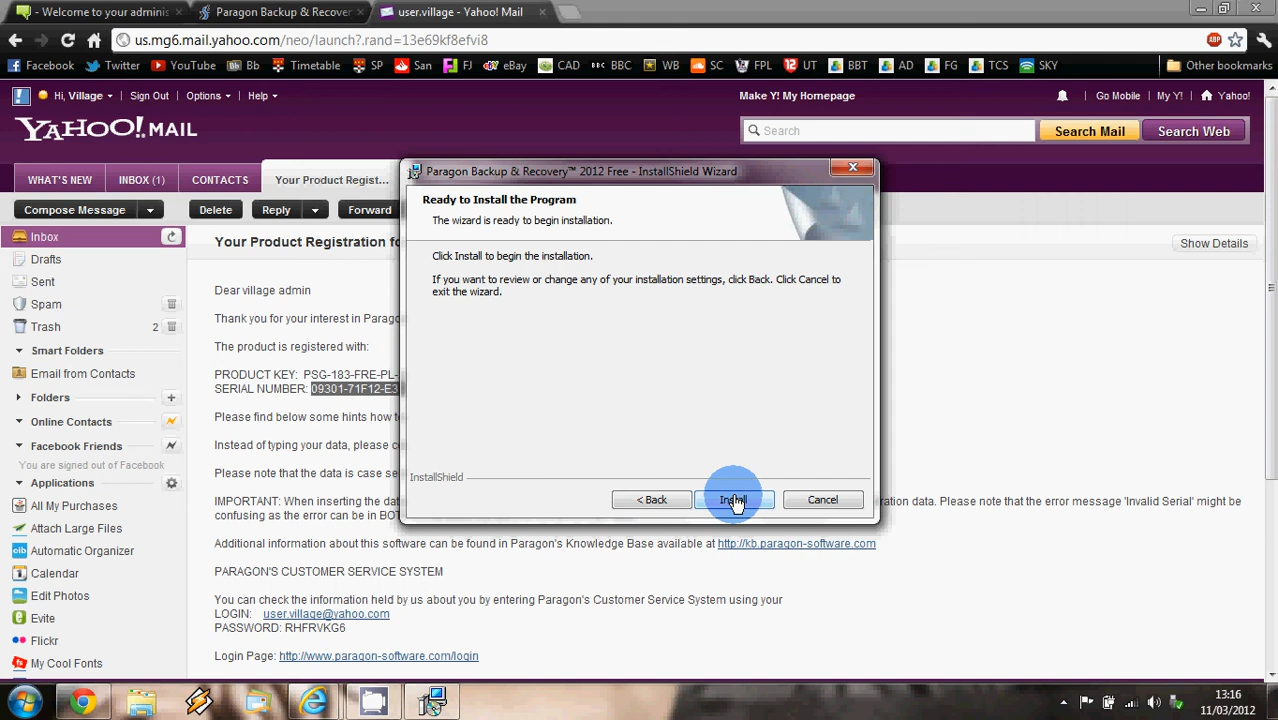 - Welcome to your adminis
Paragon Backup & Recover
user.village - Yahoo! Mail
us.mg6.mail.yahoo.com/neo/launch?.rand=13e69kf8efvi8
ABP
Facebook Twitter YouTube Bb Timetable SP San FJ eBay CAD BBC WB SC FPL UT BBT AD FG TCS SKY Other bookmarks
Hi, Village Sign Out Options Help Make Y! My Homepage Go Mobile My Y! Yahoo!
YAHOO! MAIL
Search Search Mail Search Web
WHAT'S NEW INBOX (1) CONTACTS Your Product Regist...
Compose Message Delete Reply Forward
Inbox
Drafts
Sent
Spam
Trash 2
Smart Folders
Email from Contacts
Folders
Online Contacts
Facebook Friends
You are signed out of Facebook
Applications
All My Purchases
Attach Large Files
Automatic Organizer
Calendar
Edit Photos
Evite
Flickr
My Cool Fonts
Your Product Registration fo
Show Details
Dear village admin
Thank you for your interest in Parago
The product is registered with:
PRODUCT KEY: PSG-183-FRE-PL-
SERIAL NUMBER: 09301-71F12-E3
Please find below some hints how to
Instead of typing your data, please c
Please note that the data is case se
IMPORTANT: When inserting the dat
ration data. Please note that the error message 'Invalid Serial' might be
confusing as the error can be in BOT
Additional information about this software can be found in Paragon's Knowledge Base available at http://kb.paragon-software.com
PARAGON'S CUSTOMER SERVICE SYSTEM
You can check the information held by us about you by entering Paragon's Customer Service System using your
LOGIN: user.village@yahoo.com
PASSWORD: RHFRVKG6
Login Page: http://www.paragon-software.com/login
Paragon Backup & Recovery™ 2012 Free - InstallShield Wizard
Ready to Install the Program
The wizard is ready to begin installation.
Click Install to begin the installation.
If you want to review or change any of your installation settings, click Back. Click Cancel to
exit the wizard.
InstallShield
< Back Install Cancel
13:16
11/03/2012